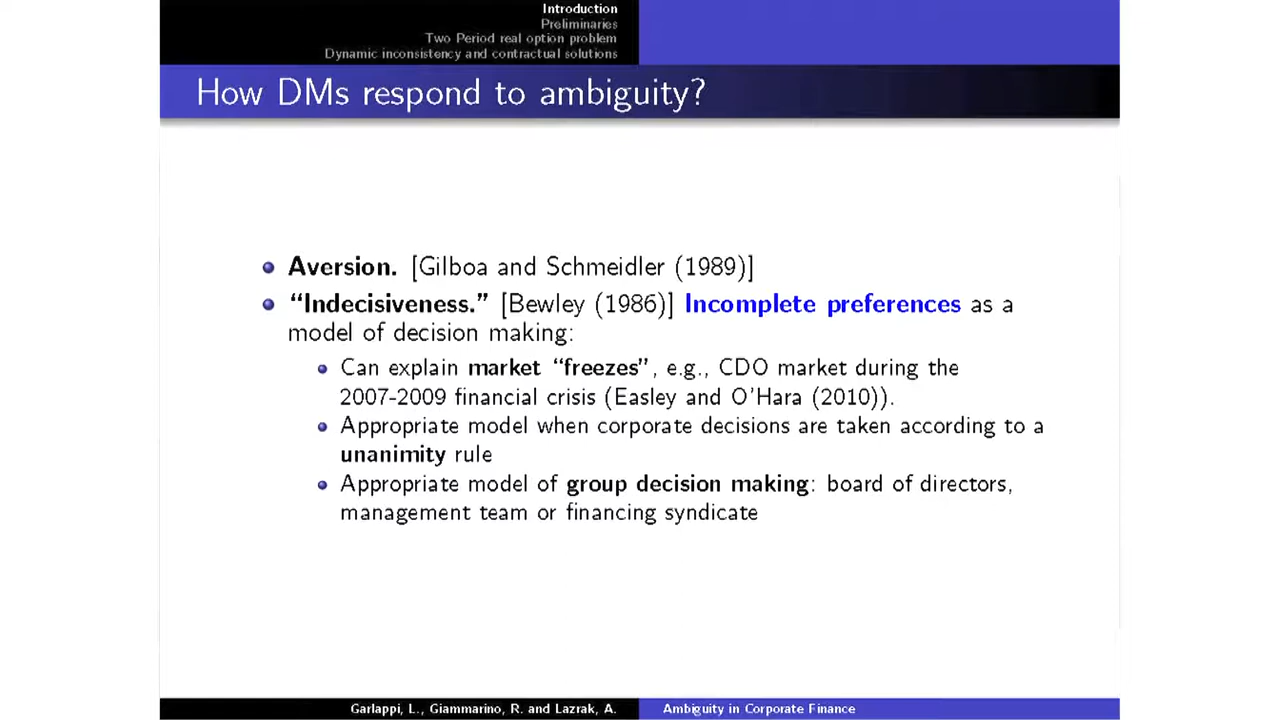 Introduction
Preliminaries
Two Period real option problem
Dynamic inconsistency and contractual solutions
How DMs respond to ambiguity?
Aversion. [Gilboa and Schmeidler (1989)]
“Indecisiveness.” [Bewley (1986)] Incomplete preferences as a
model of decision making:
Can explain market “freezes”, e.g., CDO market during the
2007-2009 financial crisis (Easley and O'Hara (2010)).
Appropriate model when corporate decisions are taken according to a
unanimity rule
Appropriate model of group decision making: board of directors,
management team or financing syndicate
Garlappi, L., Giammarino, R. and Lazrak, A. Ambiguity in Corporate Finance